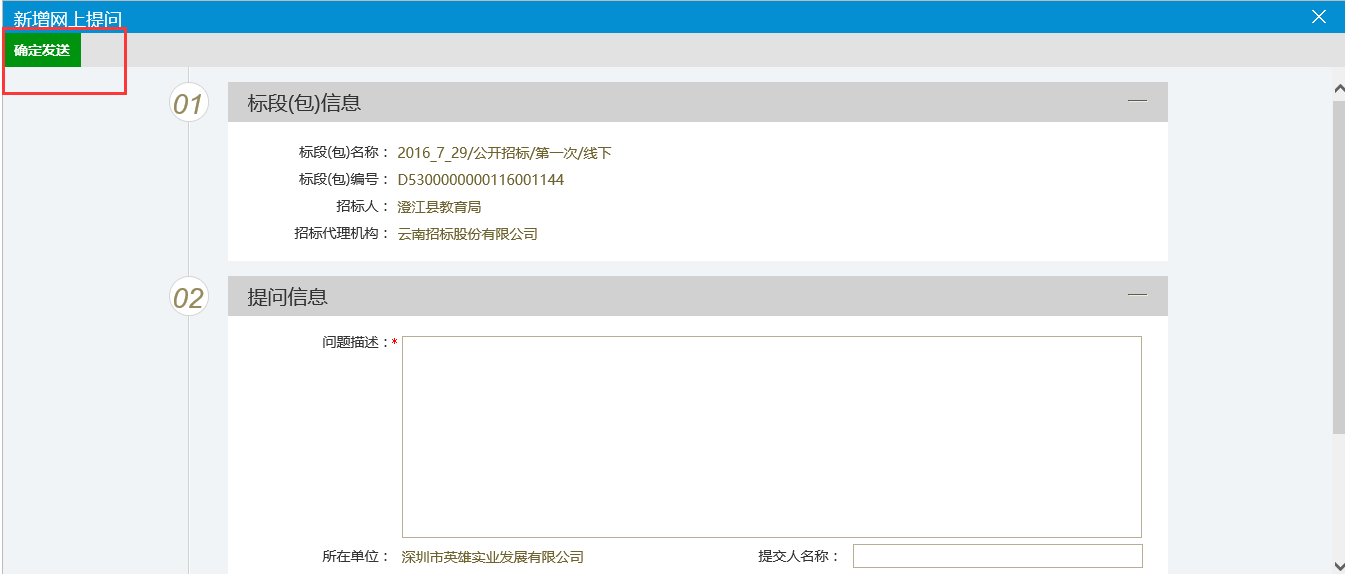 新增网上提问
确定发送
01
标段(包)信息
标段(包)名称： 2016_7_29/公开招标/第一次/线下
标段(包)编号： D5300000000116001144
招标人： 澄江县教育局
招标代理机构： 云南招标股份有限公司
02
提问信息
问题描述：*
所在单位： 深圳市英雄实业发展有限公司 提交人名称：